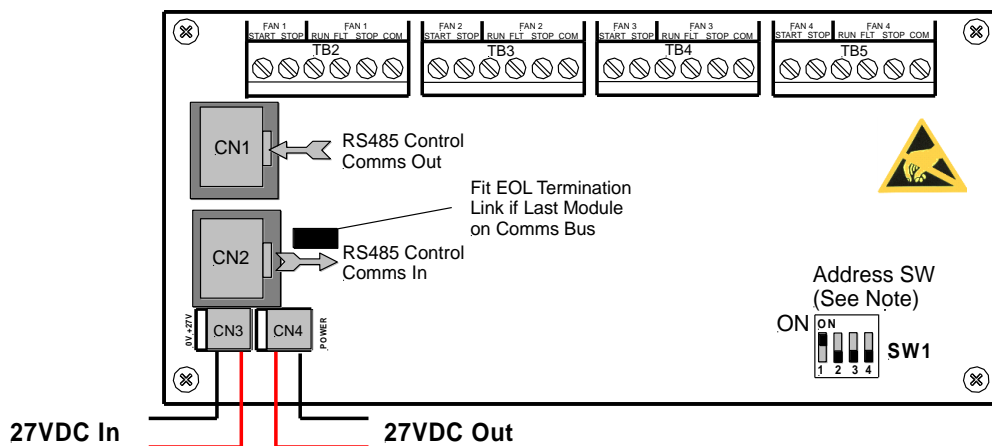 FAN 1 FAN 1 FAN 2 FAN 2 FAN 3 FAN 3 FAN 4 FAN 4
START STOP RUN FLT STOP COM START STOP RUN FLT STOP COM START STOP RUN FLT STOP COM START STOP RUN FLT STOP COM
TB2 TB3 TB4 TB5
CN1
RS485 Control
Comms Out
Fit EOL Termination
Link if Last Module
on Comms Bus
CN2
RS485 Control
Comms In
Address SW
(See Note)
ON
ON
1 2 3 4
SW1
0V +27V
CN3
CN4
POWER
27VDC In
27VDC Out